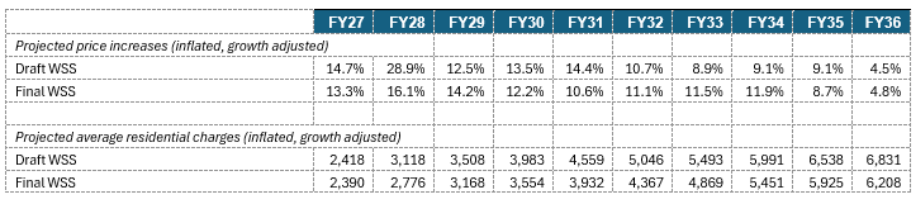 FY27 FY28 FY29 FY30 FY31 FY32 FY33 FY34 FY35 FY36
Projected price increases (inflated, growth adjusted)
Draft WSS 14.7% 28.9% 12.5% 13.5% 14.4% 10.7% 8.9% 9.1% 9.1% 4.5%
Final WSS 13.3% 16.1% 14.2% 12.2% 10.6% 11.1% 11.5% 11.9% 8.7% 4.8%
Projected average residential charges (inflated, growth adjusted)
Draft WSS 2,418 3,118 3,508 3,983 4,559 5,046 5,493 5,991 6,538 6,831
Final WSS 2,390 2,776 3,168 3,554 3,932 4,367 4,869 5,451 5,925 6,208